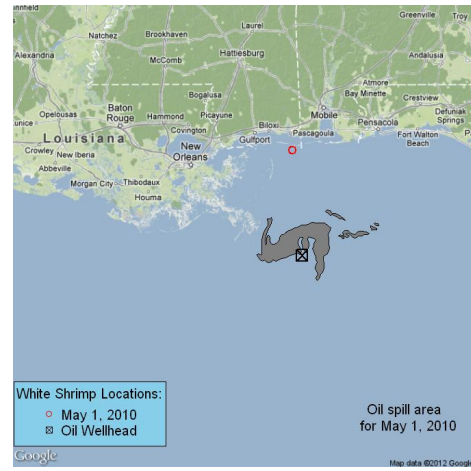 Greenville
Troy
Laurel
Natchez
Brookhaven
Alexandria
Hattiesburg
McComb
Andalusia
Atmore
Bogalusa
Bay Minette
Crestview
Opelousas
Baton Rouge
Hammond
Picayune
Mobile
Defuniak Springs
unice
Covington
Biloxi
Pascagoula
Pensacola
Louisiana
Gulfport
Fort Walton Beach
P
Crowley
New Iberia
New Orleans
Abbeville
Morgan City
Thibodaux
Houma
White Shrimp Locations:
May 1, 2010
Oil Wellhead
Oil spill area
for May 1, 2010
Google
Map data ©2012 Google